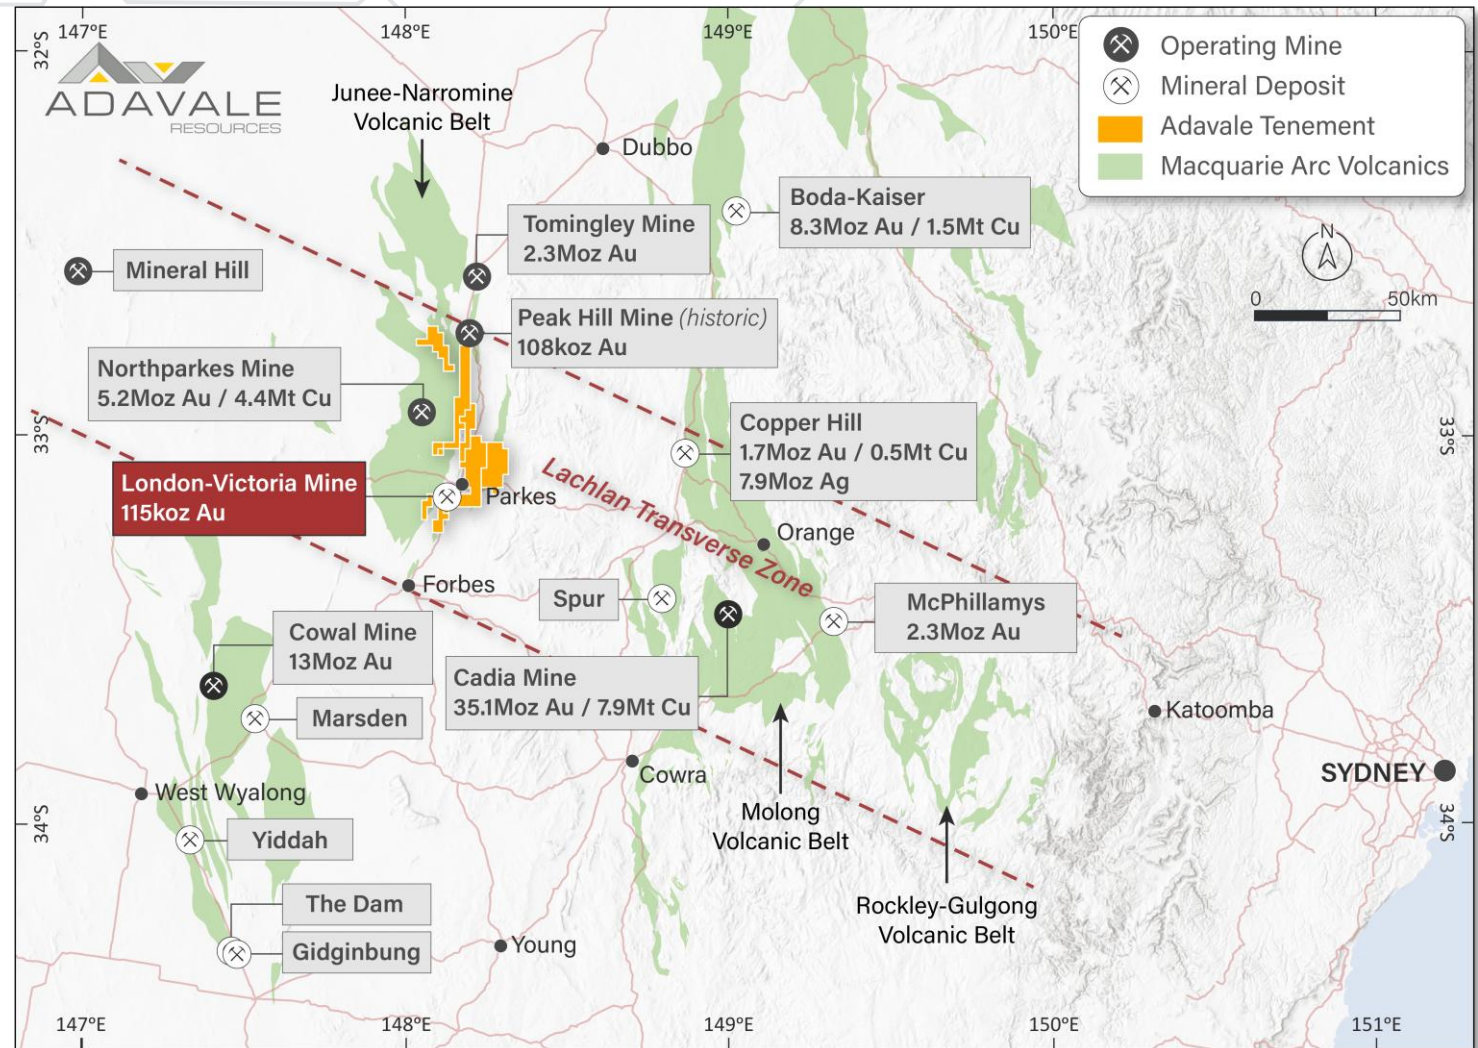 147°E
148°E
149°E
150°E
32°S
ADAVALE
RESOURCES
Operating Mine
Mineral Deposit
Adavale Tenement
Macquarie Arc Volcanics
Junee-Narromine
Volcanic Belt
Dubbo
Boda-Kaiser
8.3Moz Au / 1.5Mt Cu
Tomingley Mine
2.3Moz Au
N
Mineral Hill
0
50km
Peak Hill Mine (historic)
108koz Au
Northparkes Mine
5.2Moz Au / 4.4Mt Cu
33°S
33°S
Copper Hill
1.7Moz Au / 0.5Mt Cu
7.9Moz Ag
London-Victoria Mine
115koz Au
Parkes
Lachlan Transverse Zone
Orange
Forbes
Spur
McPhillamys
2.3Moz Au
Cowal Mine
13Moz Au
Cadia Mine
35.1Moz Au / 7.9Mt Cu
Marsden
Katoomba
SYDNEY
Cowra
West Wyalong
Molong
Volcanic Belt
34°S
34°S
Yiddah
The Dam
Rockley-Gulgong
Volcanic Belt
Gidginbung
Young
147°E
148°E
149°E
150°E
151°E